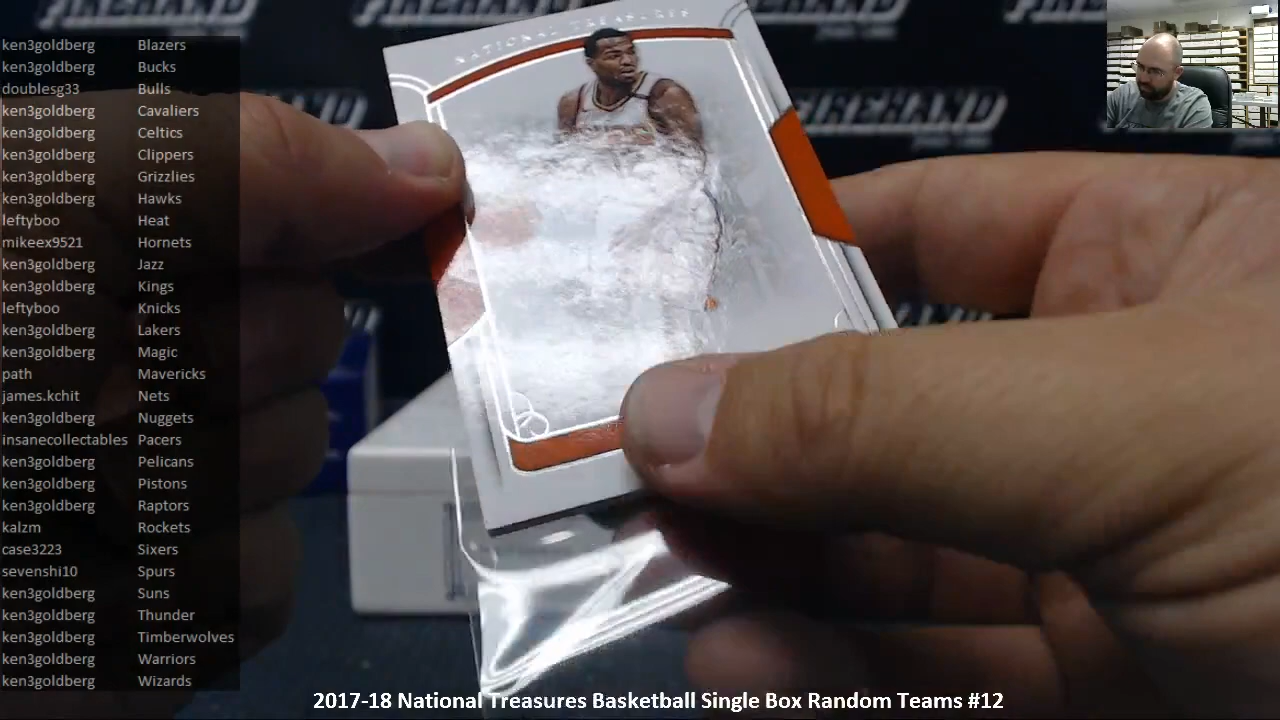 NATIONAL TREASURES
ken3goldberg Blazers
ken3goldberg Bucks
doublesg33 Bulls
ken3goldberg Cavaliers
ken3goldberg Celtics
ken3goldberg Clippers
ken3goldberg Grizzlies
ken3goldberg Hawks
leftyboo Heat
mikeex9521 Hornets
ken3goldberg Jazz
ken3goldberg Kings
leftyboo Knicks
ken3goldberg Lakers
ken3goldberg Magic
path Mavericks
james.kchit Nets
ken3goldberg Nuggets
insanecollectables Pacers
ken3goldberg Pelicans
ken3goldberg Pistons
ken3goldberg Raptors
kalzm Rockets
case3223 Sixers
sevenshi10 Spurs
ken3goldberg Suns
ken3goldberg Thunder
ken3goldberg Timberwolves
ken3goldberg Warriors
ken3goldberg Wizards
2017-18 National Treasures Basketball Single Box Random Teams #12